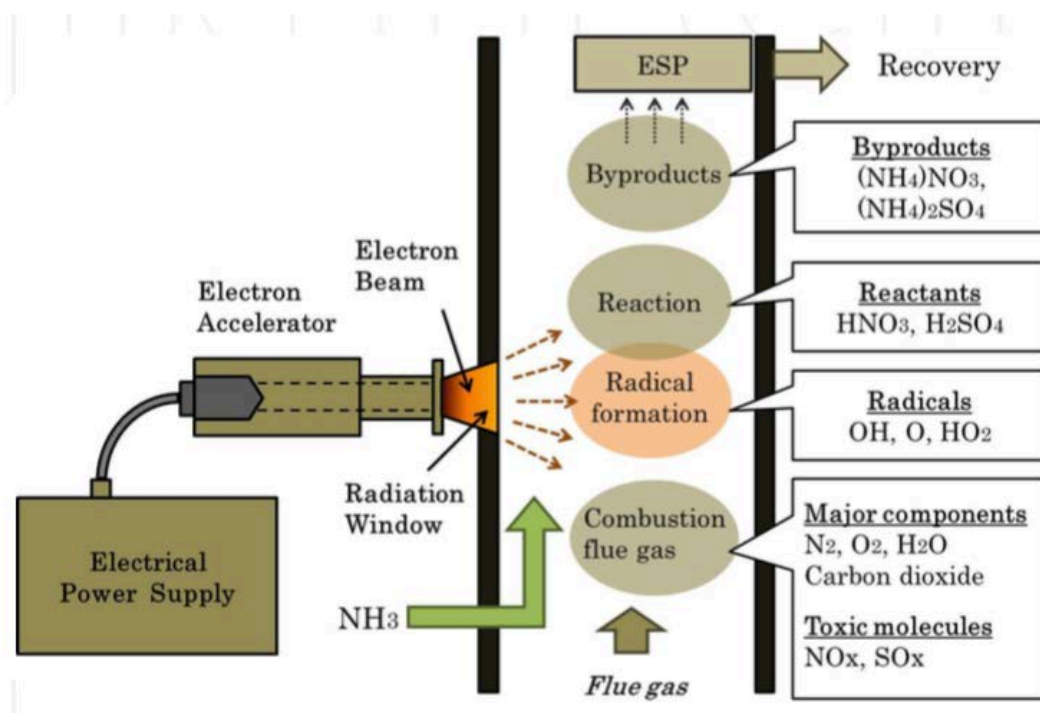 ESP
Recovery
Byproducts
Byproducts
(NH4)NO3,
(NH4)2SO4
Electron
Beam
Electron
Accelerator
Reaction
Reactants
HNO3, H2SO4
Radical
formation
Radicals
OH, O, HO2
Radiation
Window
Combustion
flue gas
Major components
N2, O2, H2O
Carbon dioxide
Toxic molecules
NOx, SOx
Electrical
Power Supply
NH3
Flue gas